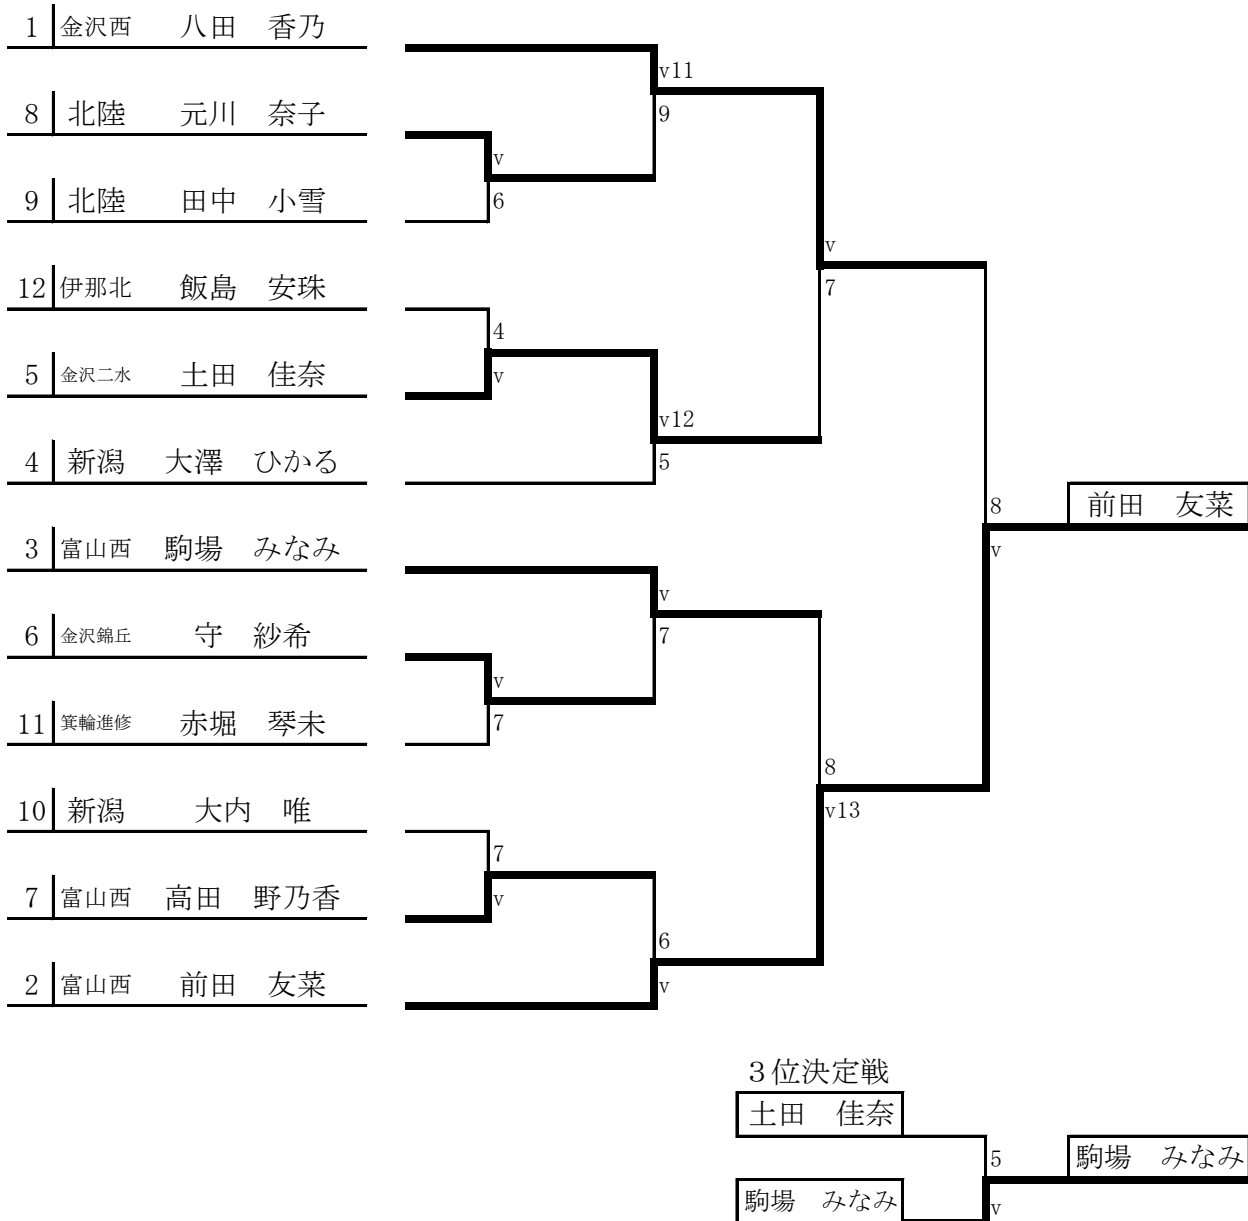 1 金沢西 八田 香乃
v11
8 北陸 元川 奈子
9
v
9 北陸 田中 小雪
6
v
12 伊那北 飯島 安珠
7
4
5 金沢二水 土田 佳奈
v
v12
4 新潟 大澤 ひかる
5
8
前田 友菜
3 富山西 駒場 みなみ
v
v
6 金沢錦丘 守 紗希
7
v
11 箕輪進修 赤堀 琴未
7
8
10 新潟 大内 唯
v13
7
7 富山西 高田 野乃香
v
6
2 富山西 前田 友菜
v
３位決定戦
土田 佳奈
5
駒場 みなみ
駒場 みなみ
v